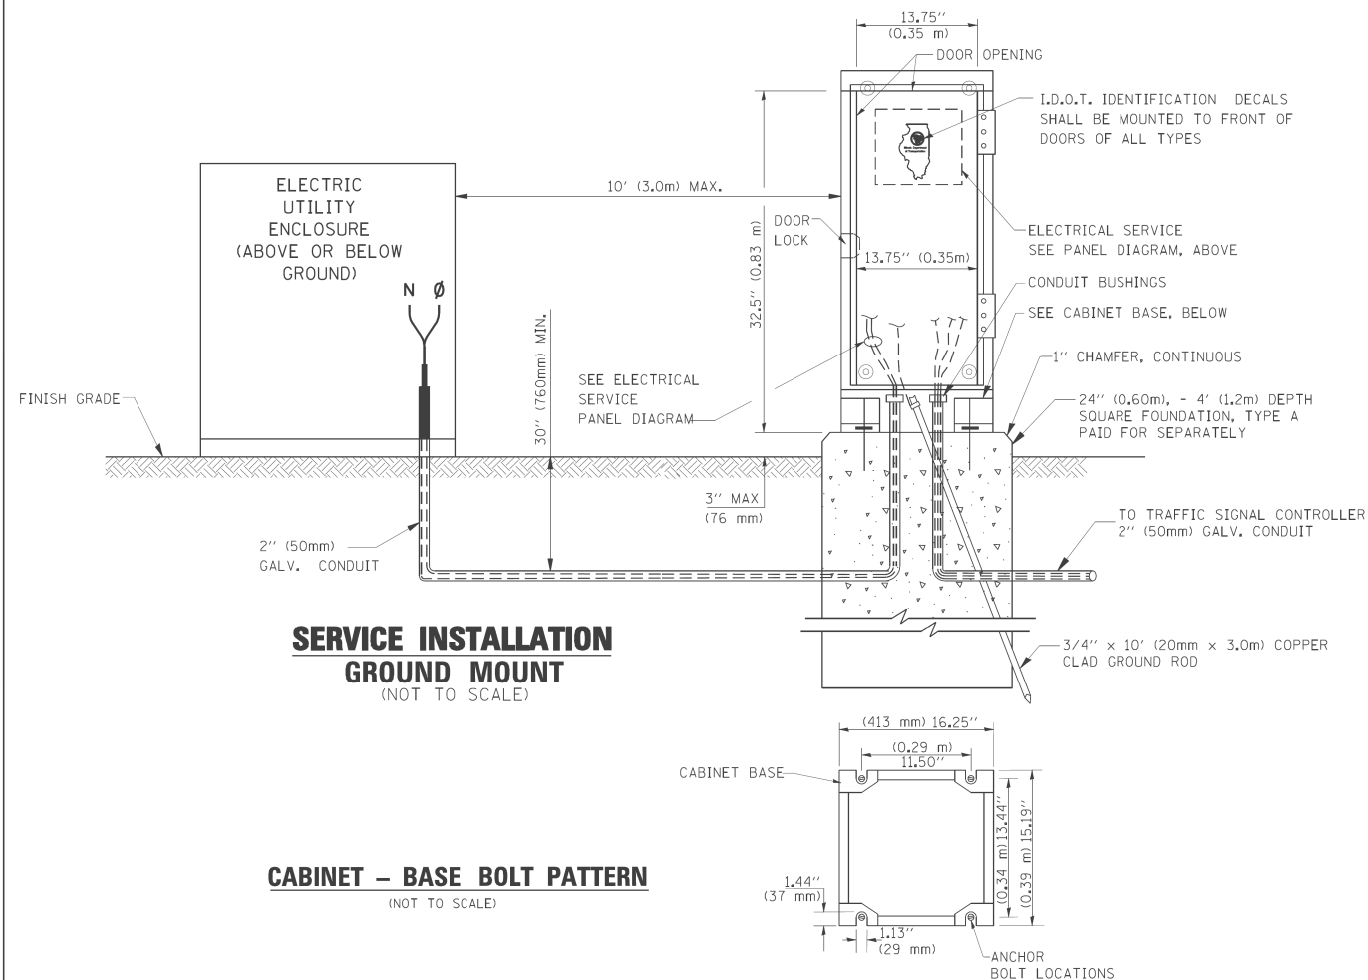 13.75''
(0.35 m)
DOOR OPENING
I.D.O.T. IDENTIFICATION DECALS
SHALL BE MOUNTED TO FRONT OF
DOORS OF ALL TYPES
ELECTRIC
UTILITY
ENCLOSURE
(ABOVE OR BELOW
GROUND)
N Ø
10' (3.0m) MAX.
DOOR
LOCK
32.5'' (0.83 m)
13.75'' (0.35m)
ELECTRICAL SERVICE
SEE PANEL DIAGRAM, ABOVE
CONDUIT BUSHINGS
SEE CABINET BASE, BELOW
1'' CHAMFER, CONTINUOUS
24'' (0.60m), - 4' (1.2m) DEPTH
SQUARE FOUNDATION, TYPE A
PAID FOR SEPARATELY
FINISH GRADE
30'' (760mm) MIN.
SEE ELECTRICAL
SERVICE
PANEL DIAGRAM
3'' MAX
(76 mm)
2'' (50mm)
GALV. CONDUIT
TO TRAFFIC SIGNAL CONTROLLER
2'' (50mm) GALV. CONDUIT
3/4'' x 10' (20mm x 3.0m) COPPER
CLAD GROUND ROD
SERVICE INSTALLATION
GROUND MOUNT
(NOT TO SCALE)
(413 mm) 16.25''
(0.29 m)
11.50''
CABINET BASE
(0.34 m) 13.44''
(0.39 m) 15.19''
1.44''
(37 mm)
1.13''
(29 mm)
ANCHOR
BOLT LOCATIONS
CABINET – BASE BOLT PATTERN
(NOT TO SCALE)